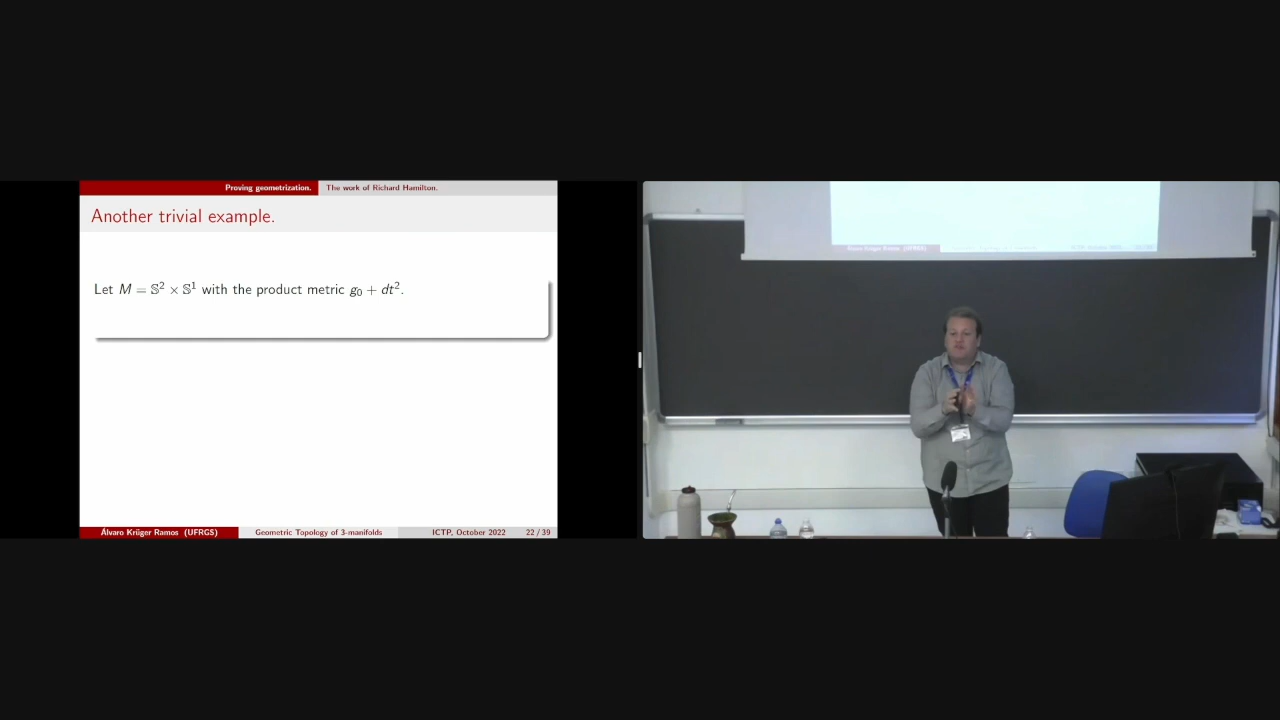 Proving geometrization. The work of Richard Hamilton.
Another trivial example.
Let M = 𝕊² × 𝕊¹ with the product metric g₀ + dt².
Álvaro Krüger Ramos (UFRGS) Geometric Topology of 3-manifolds ICTP, October 2022 22 / 39